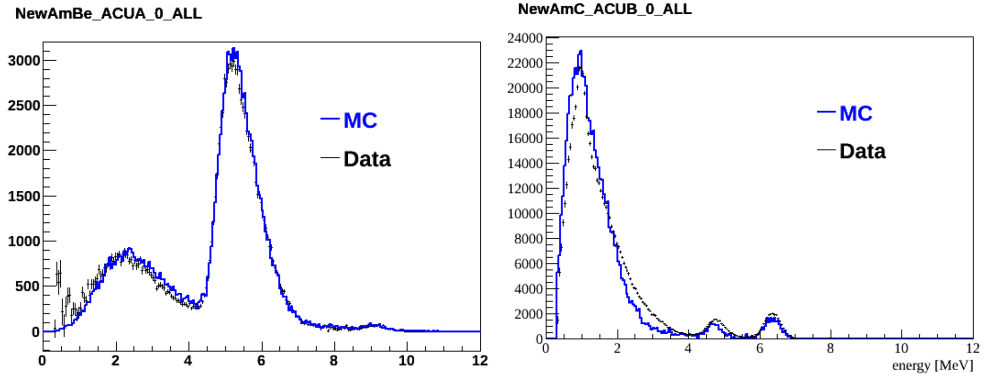 NewAmBe_ACUA_0_ALL
3000
2500
2000
1500
1000
500
0
0 2 4 6 8 10 12
MC
Data
NewAmC_ACUB_0_ALL
24000
22000
20000
18000
16000
14000
12000
10000
8000
6000
4000
2000
0
0 2 4 6 8 10 12
energy [MeV]
MC
Data